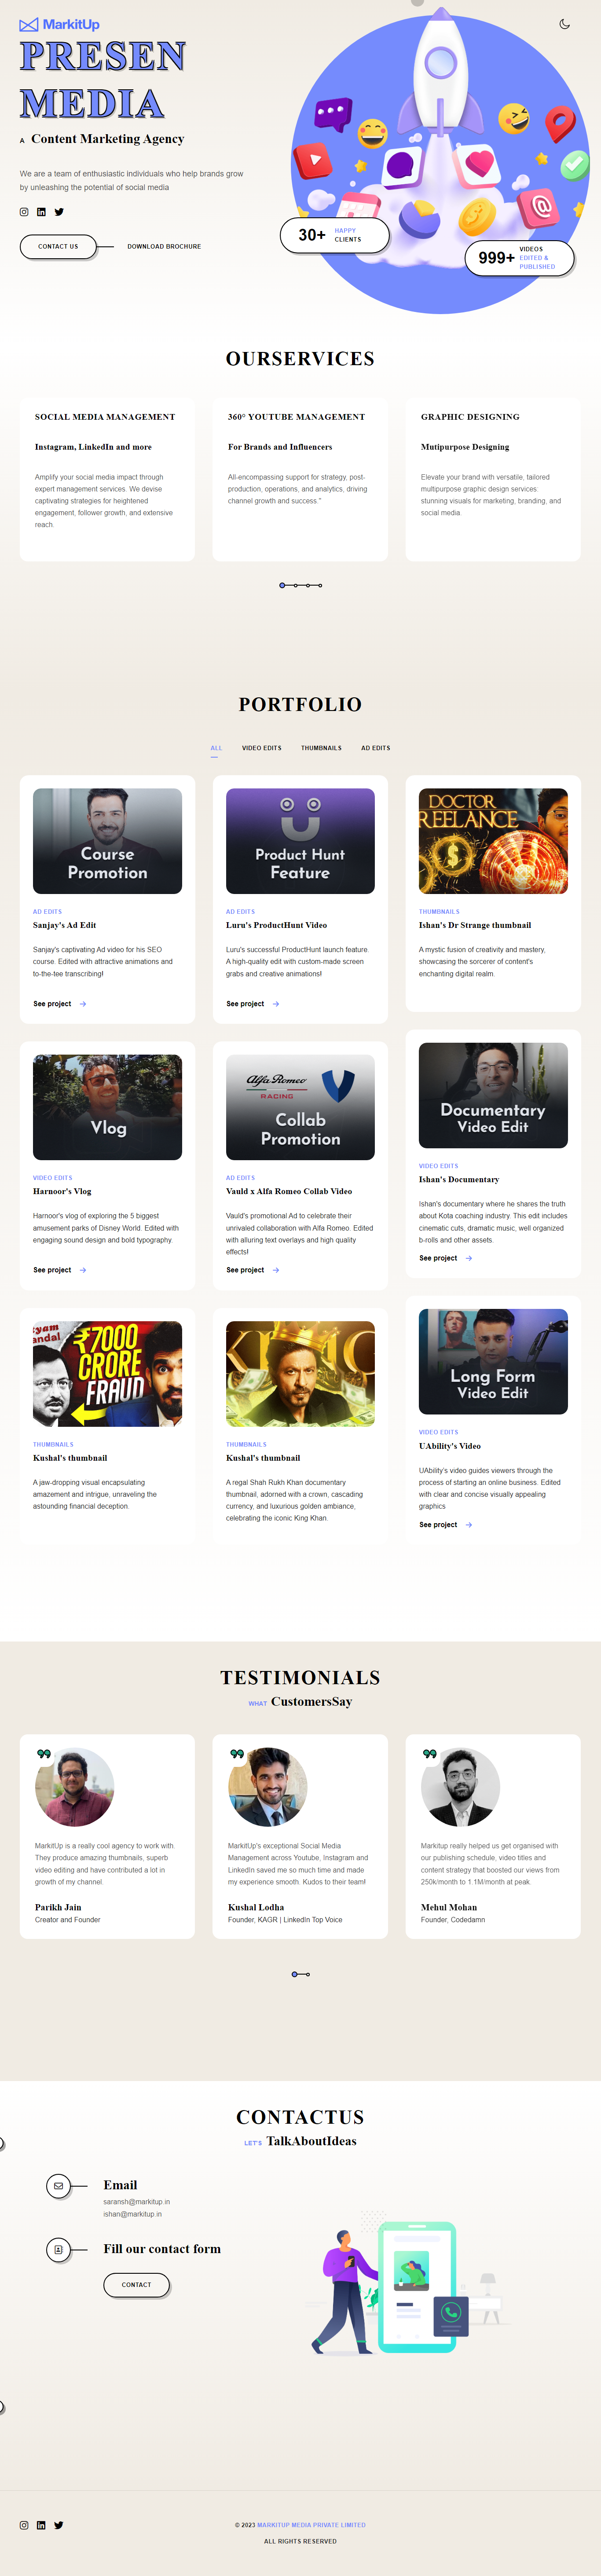 MarkitUp
PRESEN
MEDIA
A Content Marketing Agency
We are a team of enthusiastic individuals who help brands grow
by unleashing the potential of social media
CONTACT US
DOWNLOAD BROCHURE
30+ HAPPY
CLIENTS
999+ VIDEOS
EDITED &
PUBLISHED
OURSERVICES
SOCIAL MEDIA MANAGEMENT
Instagram, LinkedIn and more
Amplify your social media impact through
expert management services. We devise
captivating strategies for heightened
engagement, follower growth, and extensive
reach.
360° YOUTUBE MANAGEMENT
For Brands and Influencers
All-encompassing support for strategy, post-
production, operations, and analytics, driving
channel growth and success."
GRAPHIC DESIGNING
Mutipurpose Designing
Elevate your brand with versatile, tailored
multipurpose graphic design services:
stunning visuals for marketing, branding, and
social media.
PORTFOLIO
ALL
VIDEO EDITS
THUMBNAILS
AD EDITS
Course
Promotion
AD EDITS
Sanjay's Ad Edit
Sanjay's captivating Ad video for his SEO
course. Edited with attractive animations and
to-the-tee transcribing!
See project
Product Hunt
Feature
AD EDITS
Luru's ProductHunt Video
Luru's successful ProductHunt launch feature.
A high-quality edit with custom-made screen
grabs and creative animations!
See project
DOCTOR
REELANCE
THUMBNAILS
Ishan's Dr Strange thumbnail
A mystic fusion of creativity and mastery,
showcasing the sorcerer of content's
enchanting digital realm.
Vlog
VIDEO EDITS
Harnoor's Vlog
Harnoor's vlog of exploring the 5 biggest
amusement parks of Disney World. Edited with
engaging sound design and bold typography.
See project
Alfa Romeo
RACING
Collab
Promotion
AD EDITS
Vauld x Alfa Romeo Collab Video
Vauld's promotional Ad to celebrate their
unrivaled collaboration with Alfa Romeo. Edited
with alluring text overlays and high quality
effects!
See project
Documentary
Video Edit
VIDEO EDITS
Ishan's Documentary
Ishan's documentary where he shares the truth
about Kota coaching industry. This edit includes
cinematic cuts, dramatic music, well organized
b-rolls and other assets.
See project
yam
andal
₹7000
CRORE
FRAUD
THUMBNAILS
Kushal's thumbnail
A jaw-dropping visual encapsulating
amazement and intrigue, unraveling the
astounding financial deception.
KING
THUMBNAILS
Kushal's thumbnail
A regal Shah Rukh Khan documentary
thumbnail, adorned with a crown, cascading
currency, and luxurious golden ambiance,
celebrating the iconic King Khan.
Long Form
Video Edit
VIDEO EDITS
UAbility's Video
UAbility's video guides viewers through the
process of starting an online business. Edited
with clear and concise visually appealing
graphics
See project
TESTIMONIALS
WHAT CustomersSay
MarkitUp is a really cool agency to work with.
They produce amazing thumbnails, superb
video editing and have contributed a lot in
growth of my channel.
Parikh Jain
Creator and Founder
MarkitUp's exceptional Social Media
Management across Youtube, Instagram and
LinkedIn saved me so much time and made
my experience smooth. Kudos to their team!
Kushal Lodha
Founder, KAGR | LinkedIn Top Voice
Markitup really helped us get organised with
our publishing schedule, video titles and
content strategy that boosted our views from
250k/month to 1.1M/month at peak.
Mehul Mohan
Founder, Codedamn
CONTACTUS
LET'S TalkAboutIdeas
Email
saransh@markitup.in
ishan@markitup.in
Fill our contact form
CONTACT
© 2023 MARKITUP MEDIA PRIVATE LIMITED
ALL RIGHTS RESERVED